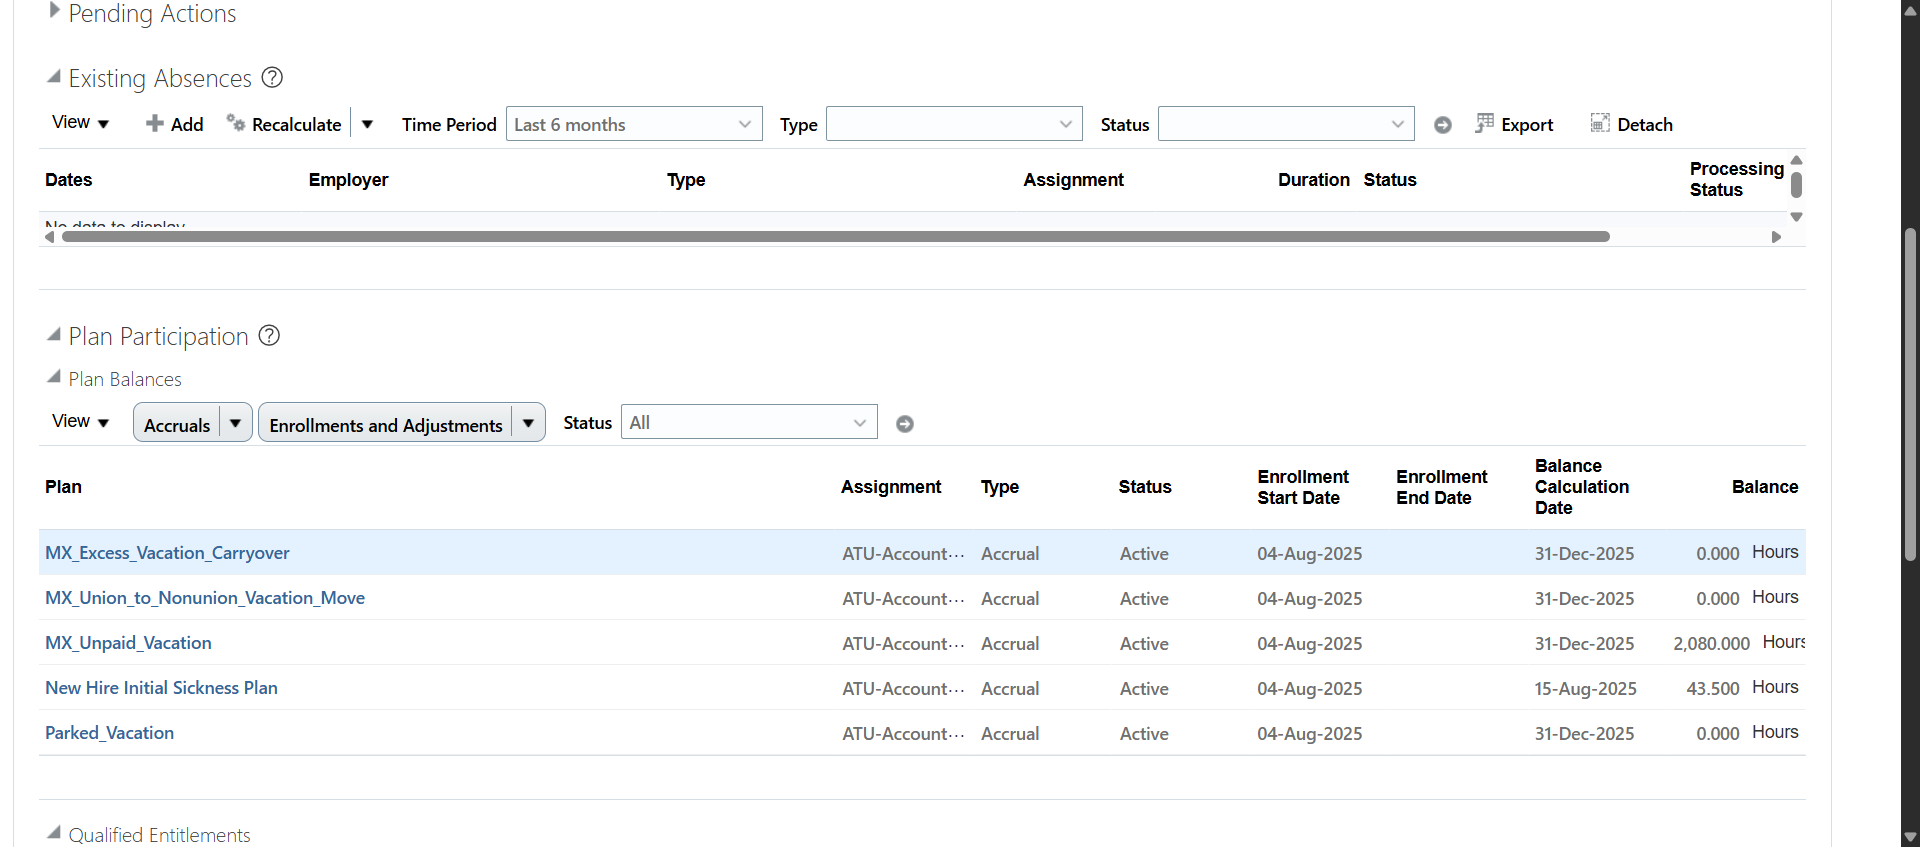 Pending Actions
Existing Absences ?
View Add Recalculate Time Period Last 6 months Type Status Export Detach
Dates Employer Type Assignment Duration Status Processing Status
No data to display
Plan Participation ?
Plan Balances
View Accruals Enrollments and Adjustments Status All
Plan Assignment Type Status Enrollment Start Date Enrollment End Date Balance Calculation Date Balance
MX_Excess_Vacation_Carryover ATU-Account... Accrual Active 04-Aug-2025 31-Dec-2025 0.000 Hours
MX_Union_to_Nonunion_Vacation_Move ATU-Account... Accrual Active 04-Aug-2025 31-Dec-2025 0.000 Hours
MX_Unpaid_Vacation ATU-Account... Accrual Active 04-Aug-2025 31-Dec-2025 2,080.000 Hours
New Hire Initial Sickness Plan ATU-Account... Accrual Active 04-Aug-2025 15-Aug-2025 43.500 Hours
Parked_Vacation ATU-Account... Accrual Active 04-Aug-2025 31-Dec-2025 0.000 Hours
Qualified Entitlements